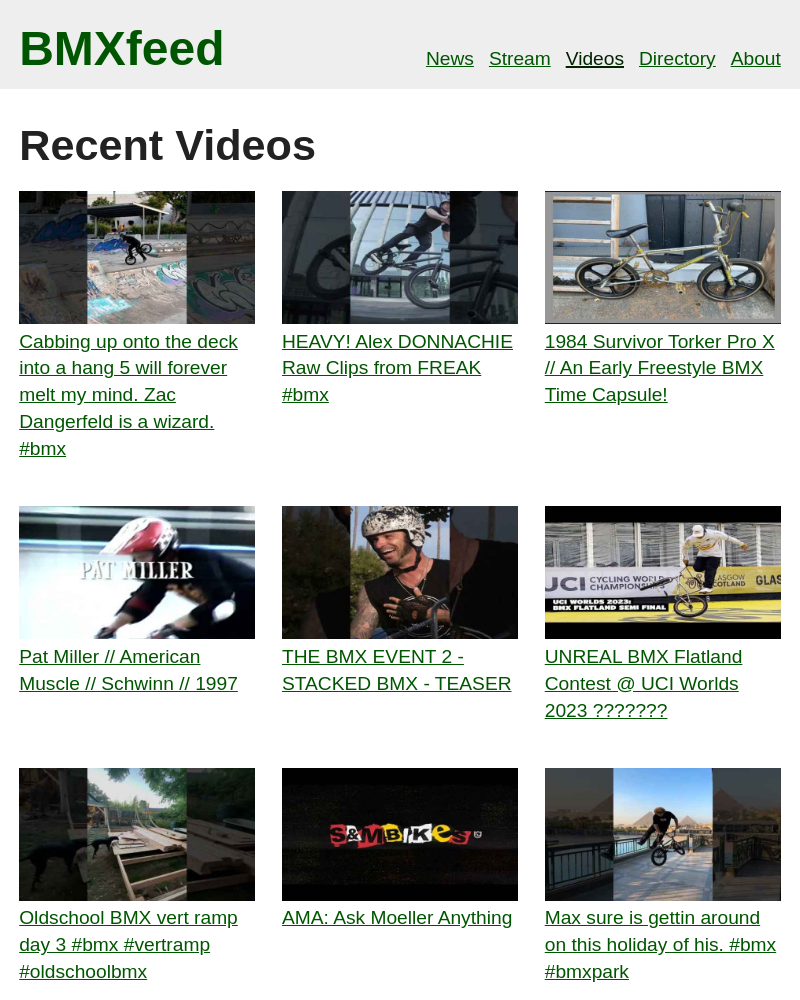 BMXfeed
News Stream Videos Directory About
Recent Videos
Cabbing up onto the deck
into a hang 5 will forever
melt my mind. Zac
Dangerfeld is a wizard.
#bmx
HEAVY! Alex DONNACHIE
Raw Clips from FREAK
#bmx
1984 Survivor Torker Pro X
// An Early Freestyle BMX
Time Capsule!
PAT MILLER
UCI CYCLING WORLD
CHAMPIONSHIPS
GLASGOW
SCOTLAND
GLAS
UCI WORLDS 2023:
BMX FLATLAND SEMI FINAL
Pat Miller // American
Muscle // Schwinn // 1997
THE BMX EVENT 2 -
STACKED BMX - TEASER
UNREAL BMX Flatland
Contest @ UCI Worlds
2023 ???????
S&MBIKES
Oldschool BMX vert ramp
day 3 #bmx #vertramp
#oldschoolbmx
AMA: Ask Moeller Anything
Max sure is gettin around
on this holiday of his. #bmx
#bmxpark